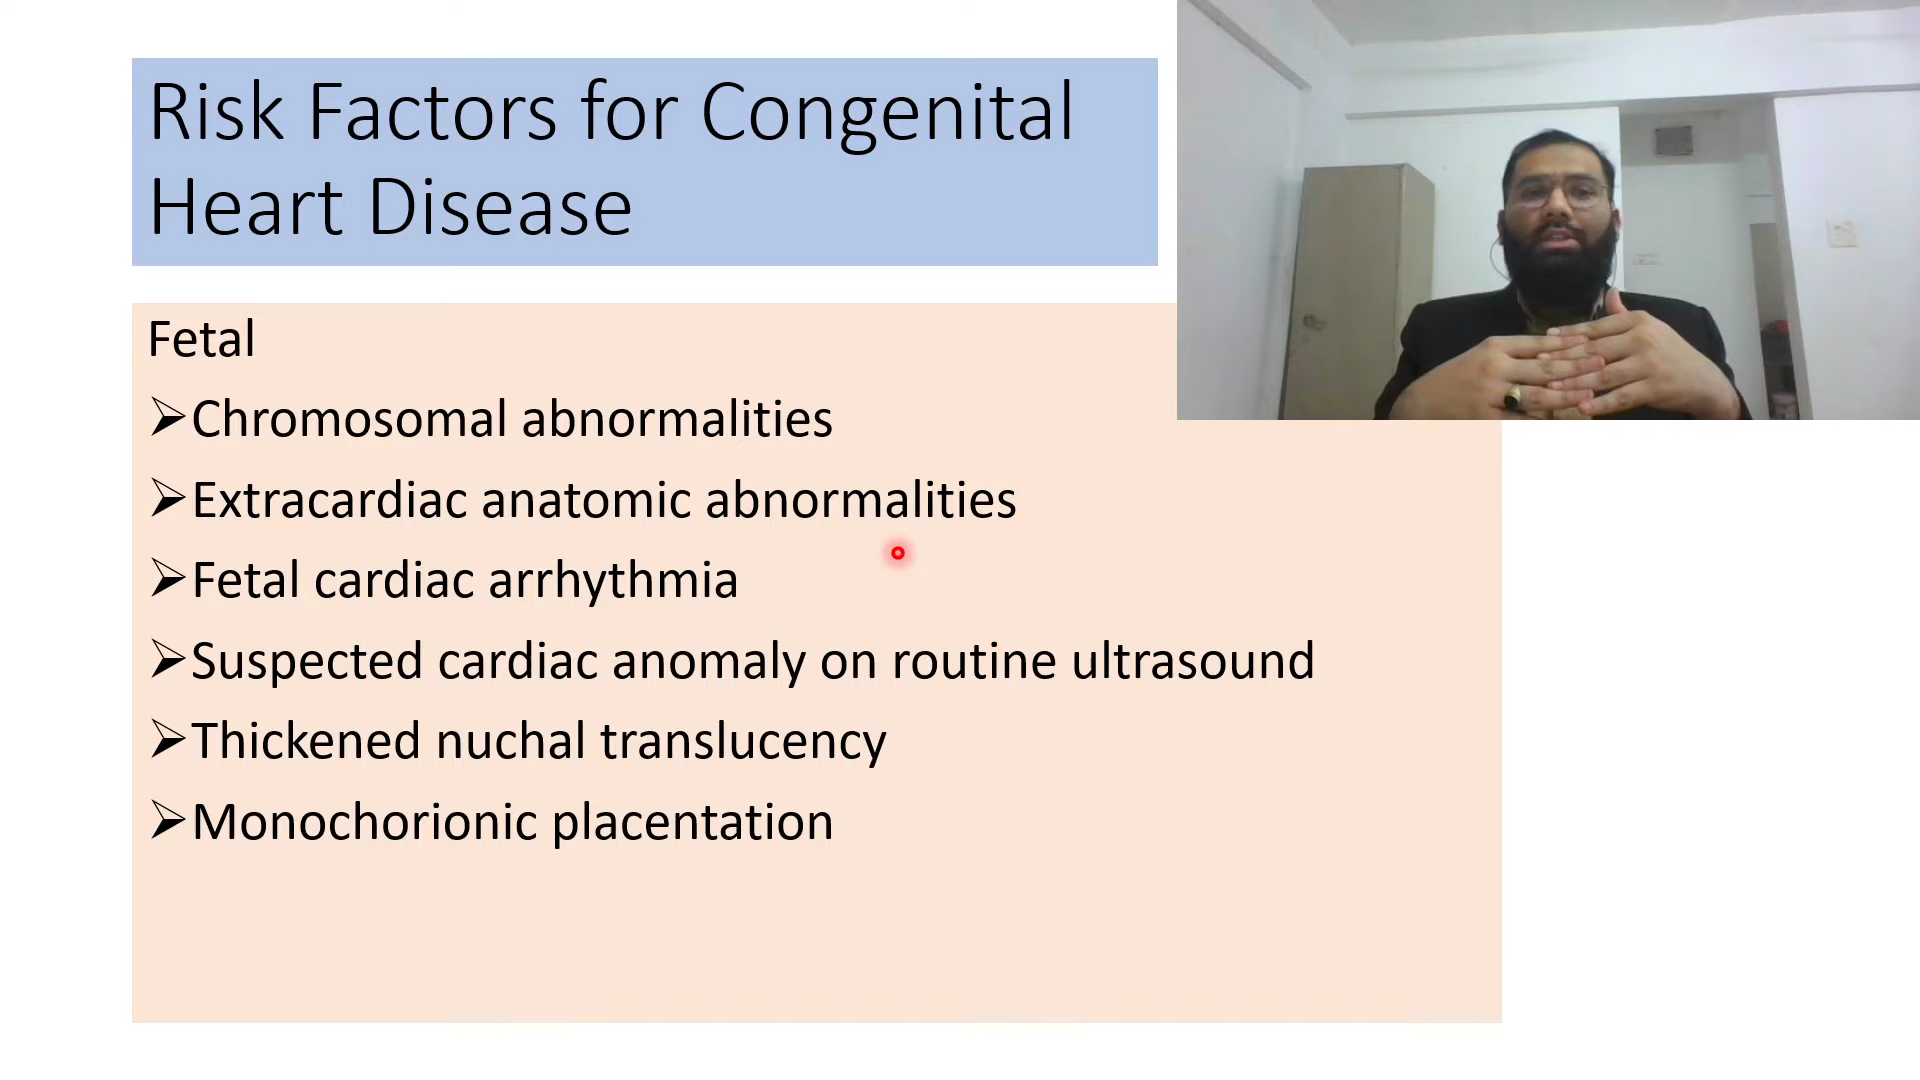 Risk Factors for Congenital
Heart Disease
Fetal
➢Chromosomal abnormalities
➢Extracardiac anatomic abnormalities
➢Fetal cardiac arrhythmia
➢Suspected cardiac anomaly on routine ultrasound
➢Thickened nuchal translucency
➢Monochorionic placentation